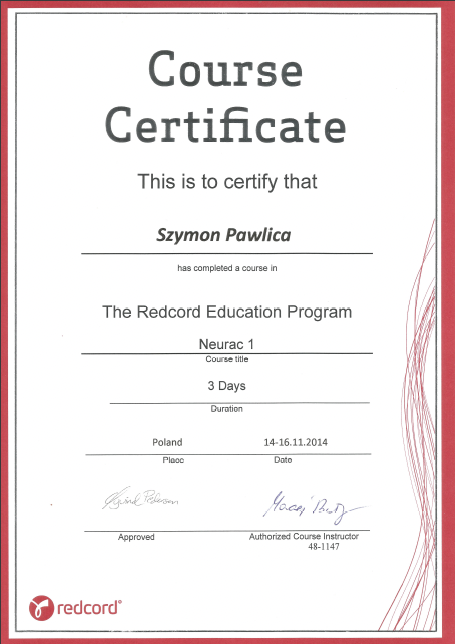 Course
Certificate
This is to certify that
Szymon Pawlica
has completed a course in
The Redcord Education Program
Neurac 1
Course title
3 Days
Duration
Poland 14-16.11.2014
Place Date
Approved Authorized Course Instructor
48-1147
redcord®